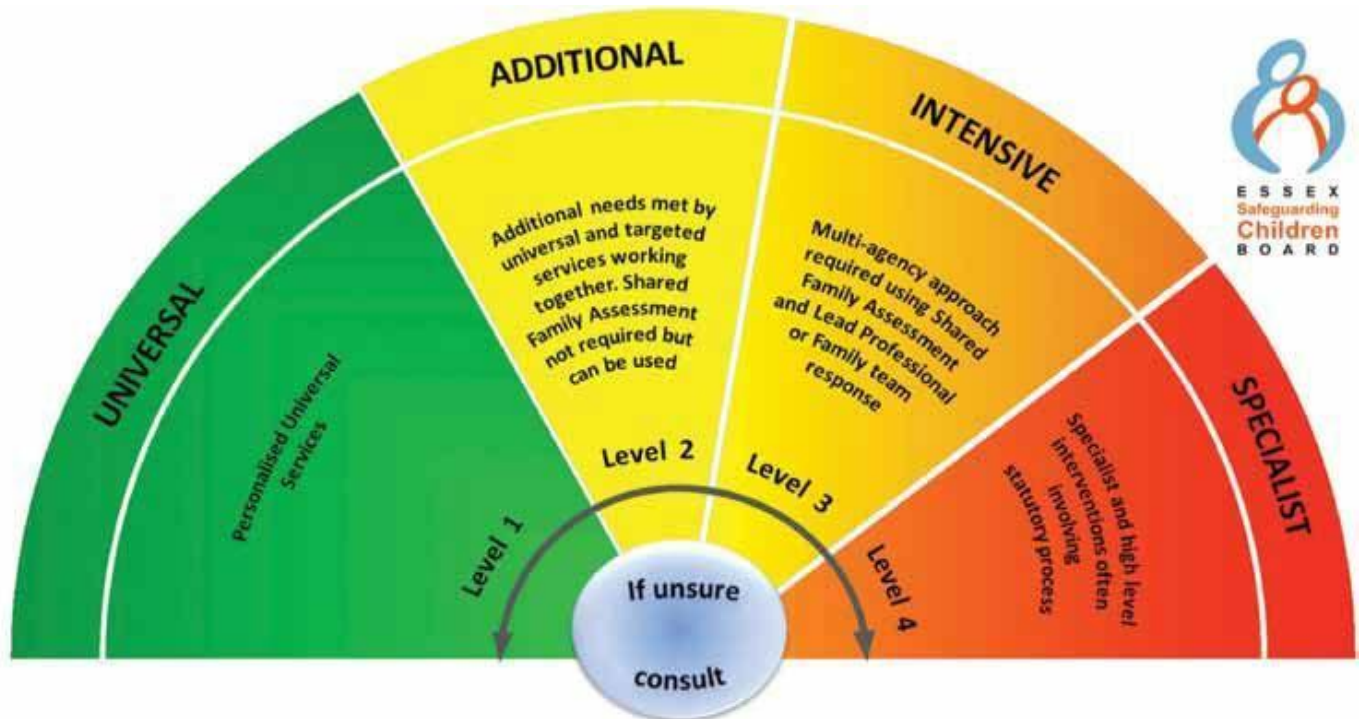 UNIVERSAL
Personalised Universal
Services
Level 1
ADDITIONAL
Additional needs met by
universal and targeted
services working
together. Shared
Family Assessment
not required but
can be used
Level 2
INTENSIVE
Multi-agency approach
required using Shared
Family Assessment
and Lead Professional
or Family team
response
Level 3
SPECIALIST
Specialist and high level
interventions often
involving
statutory process
Level 4
If unsure
consult
ESSEX
Safeguarding
Children
BOARD